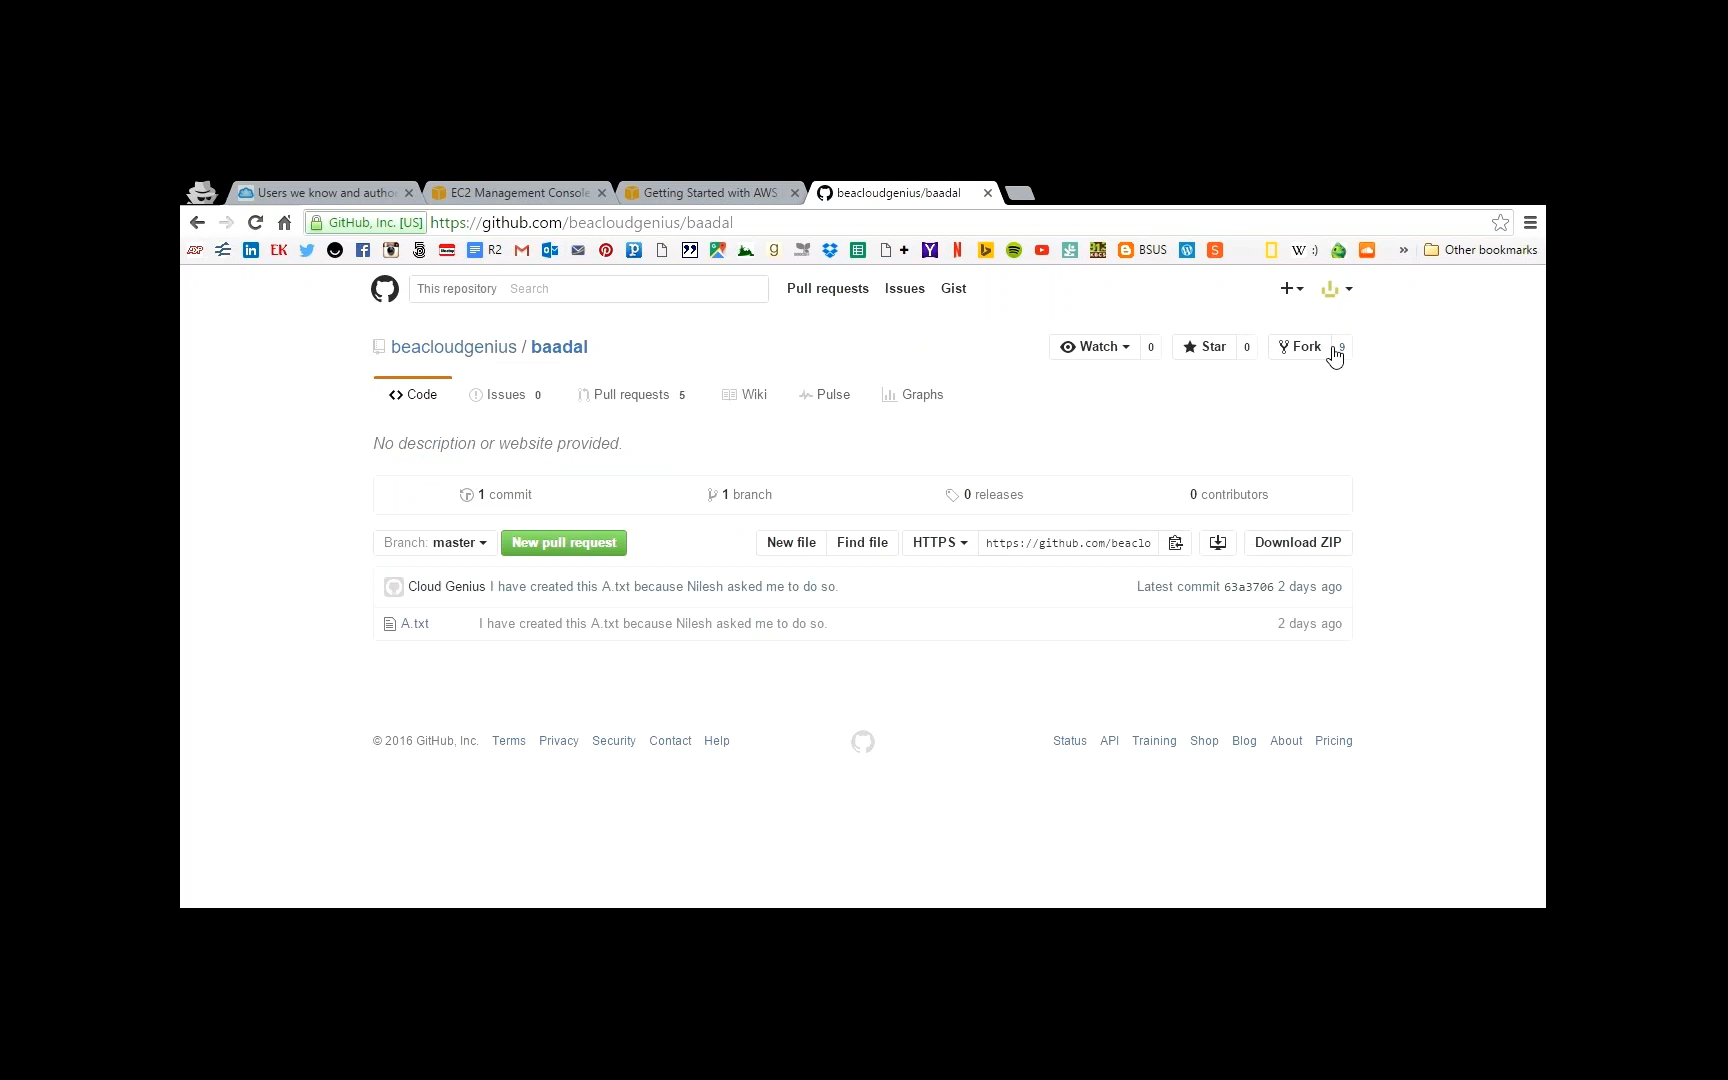 Users we know and author
EC2 Management Console
Getting Started with AWS
beacloudgenius/baadal
GitHub, Inc. [US] https://github.com/beacloudgenius/baadal
ADP in EK R2 BSUS W :) » Other bookmarks
This repository Search Pull requests Issues Gist
beacloudgenius / baadal Watch 0 Star 0 Fork 9
Code Issues 0 Pull requests 5 Wiki Pulse Graphs
No description or website provided.
1 commit 1 branch 0 releases 0 contributors
Branch: master New pull request New file Find file HTTPS https://github.com/beaclo Download ZIP
Cloud Genius I have created this A.txt because Nilesh asked me to do so. Latest commit 63a3706 2 days ago
A.txt I have created this A.txt because Nilesh asked me to do so. 2 days ago
© 2016 GitHub, Inc. Terms Privacy Security Contact Help Status API Training Shop Blog About Pricing